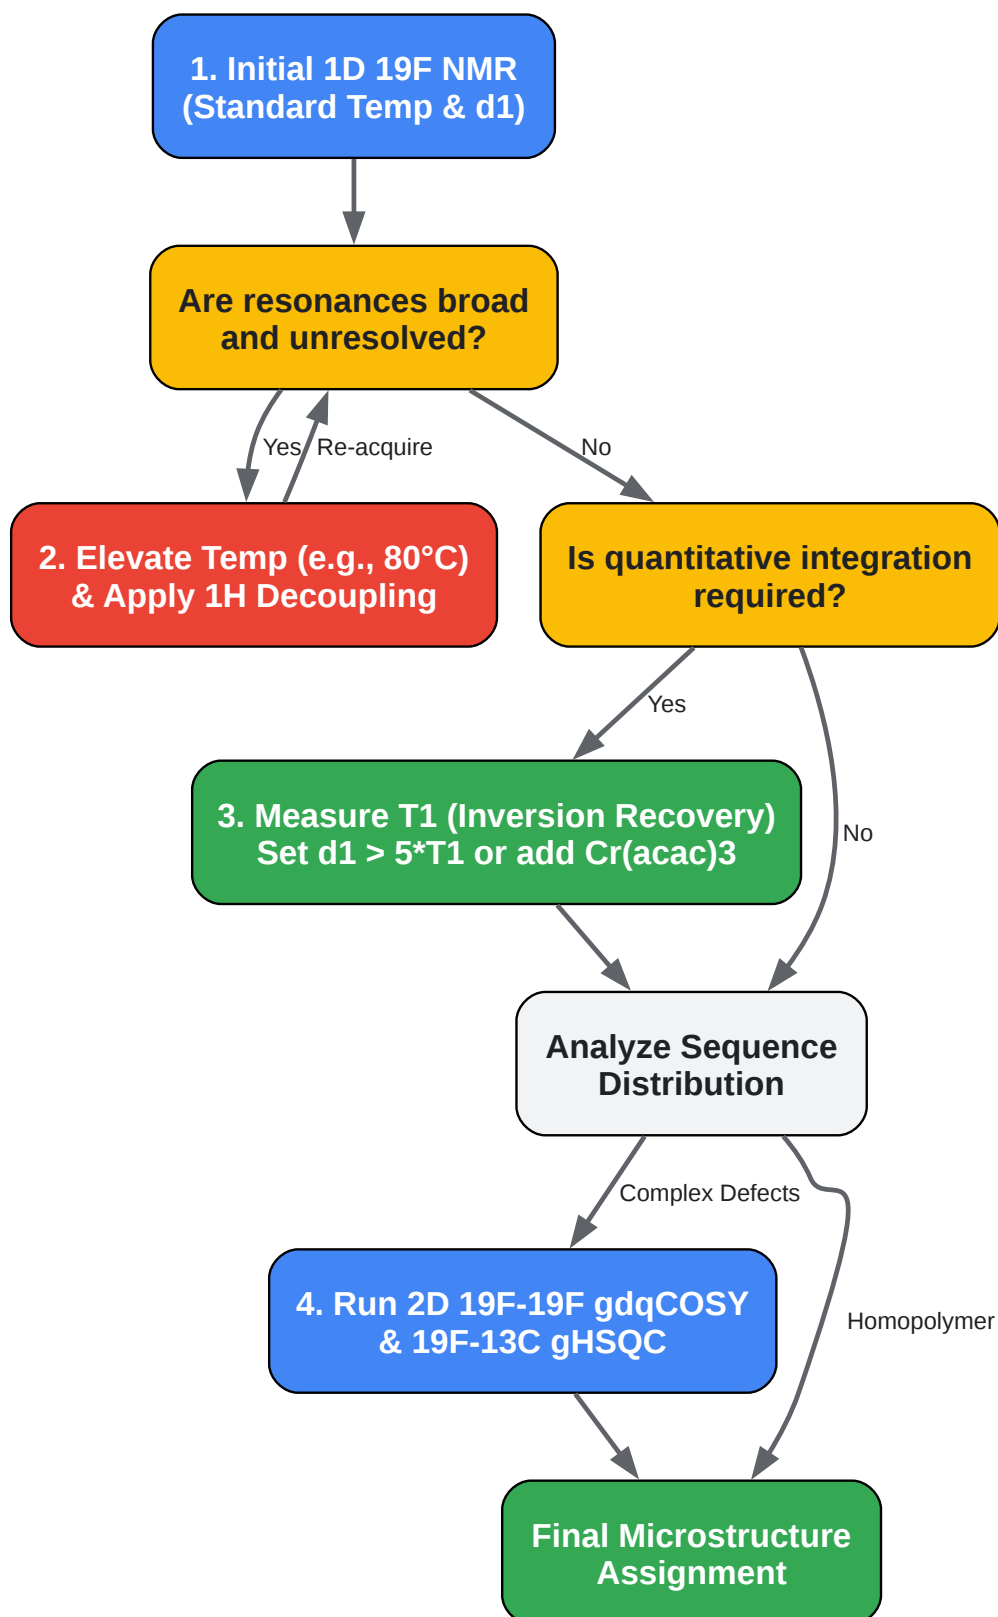 1. Initial 1D 19F NMR
(Standard Temp & d1)
Are resonances broad
and unresolved?
Yes
Re-acquire
No
2. Elevate Temp (e.g., 80°C)
& Apply 1H Decoupling
Is quantitative integration
required?
Yes
No
3. Measure T1 (Inversion Recovery)
Set d1 > 5*T1 or add Cr(acac)3
Analyze Sequence
Distribution
Complex Defects
Homopolymer
4. Run 2D 19F-19F gdqCOSY
& 19F-13C gHSQC
Final Microstructure
Assignment